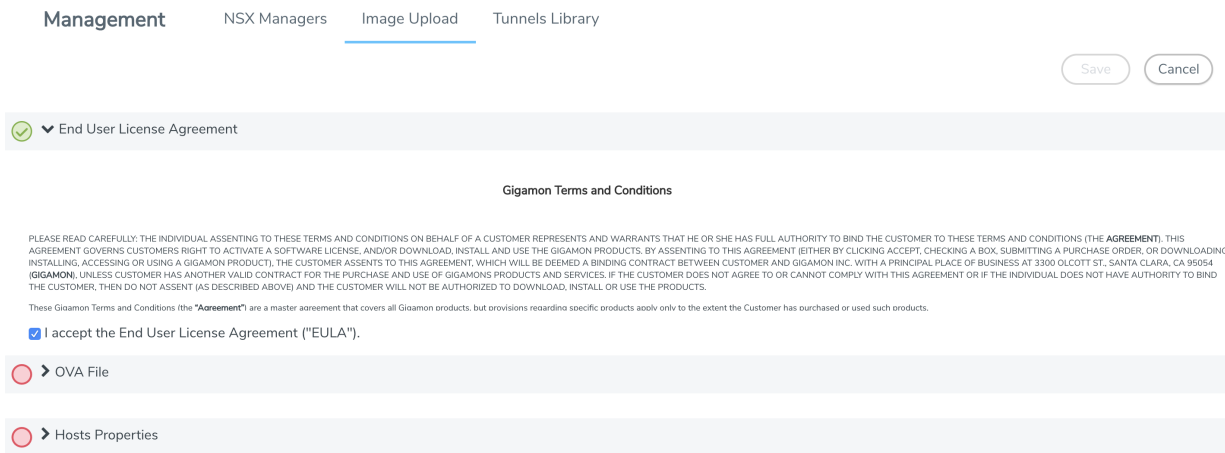 Management NSX Managers Image Upload Tunnels Library
Save Cancel
End User License Agreement
Gigamon Terms and Conditions
PLEASE READ CAREFULLY: THE INDIVIDUAL ASSENTING TO THESE TERMS AND CONDITIONS ON BEHALF OF A CUSTOMER REPRESENTS AND WARRANTS THAT HE OR SHE HAS FULL AUTHORITY TO BIND THE CUSTOMER TO THESE TERMS AND CONDITIONS (THE AGREEMENT). THIS
AGREEMENT GOVERNS CUSTOMERS RIGHT TO ACTIVATE A SOFTWARE LICENSE, AND/OR DOWNLOAD, INSTALL AND USE THE GIGAMON PRODUCTS. BY ASSENTING TO THIS AGREEMENT (EITHER BY CLICKING ACCEPT, CHECKING A BOX, SUBMITTING A PURCHASE ORDER, OR DOWNLOADING
INSTALLING, ACCESSING OR USING A GIGAMON PRODUCT), THE CUSTOMER ASSENTS TO THIS AGREEMENT, WHICH WILL BE DEEMED A BINDING CONTRACT BETWEEN CUSTOMER AND GIGAMON INC. WITH A PRINCIPAL PLACE OF BUSINESS AT 3300 OLCOTT ST., SANTA CLARA, CA 95054
(GIGAMON), UNLESS CUSTOMER HAS ANOTHER VALID CONTRACT FOR THE PURCHASE AND USE OF GIGAMONS PRODUCTS AND SERVICES. IF THE CUSTOMER DOES NOT AGREE TO OR CANNOT COMPLY WITH THIS AGREEMENT OR IF THE INDIVIDUAL DOES NOT HAVE AUTHORITY TO BIND
THE CUSTOMER, THEN DO NOT ASSENT (AS DESCRIBED ABOVE) AND THE CUSTOMER WILL NOT BE AUTHORIZED TO DOWNLOAD, INSTALL OR USE THE PRODUCTS.
These Gigamon Terms and Conditions (the "Agreement") are a master agreement that covers all Gigamon products, but provisions regarding specific products apply only to the extent the Customer has purchased or used such products.
I accept the End User License Agreement ("EULA").
OVA File
Hosts Properties